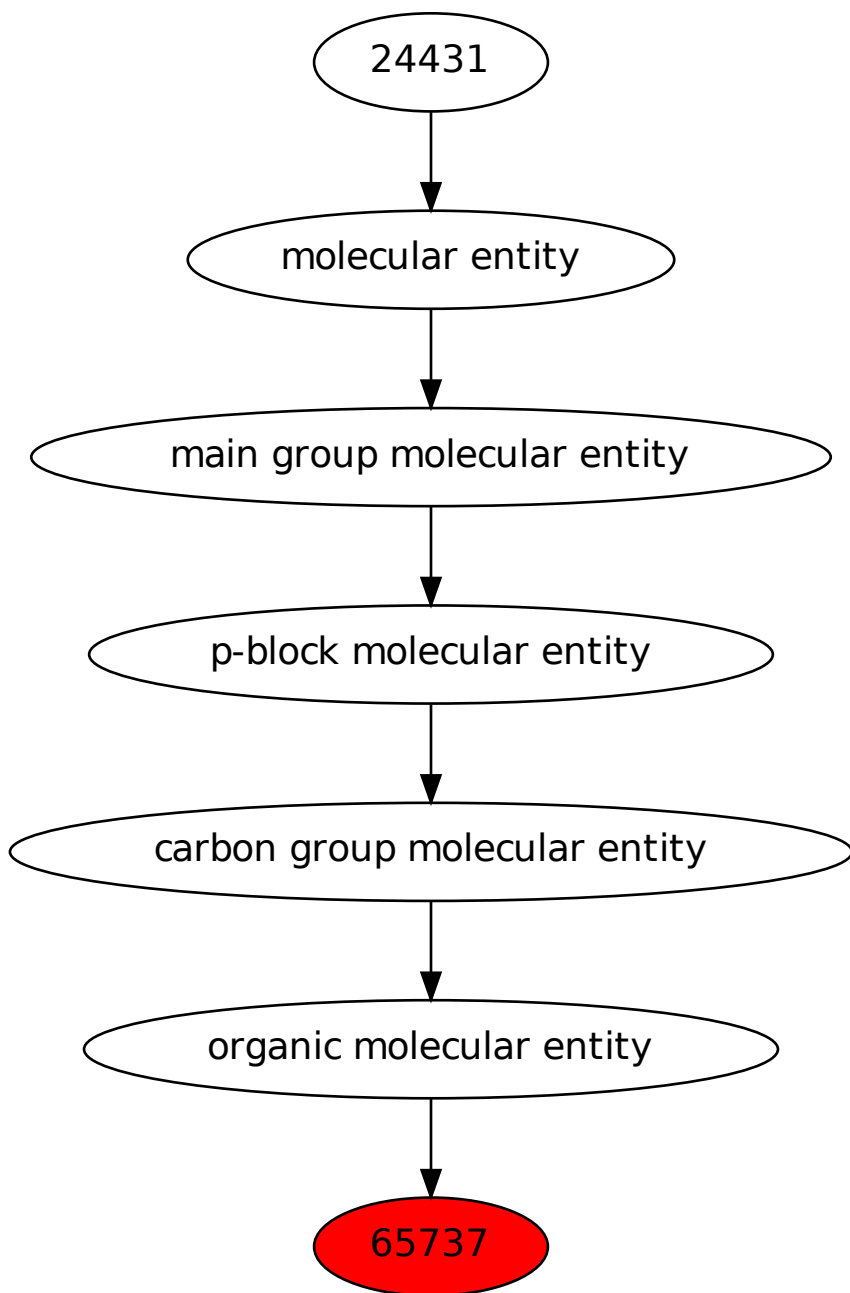 24431
molecular entity
main group molecular entity
p-block molecular entity
carbon group molecular entity
organic molecular entity
65737